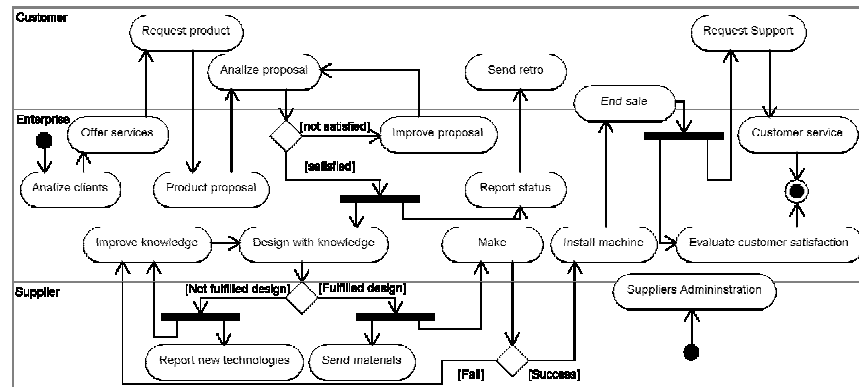 Customer
Request product
Request Support
Analize proposal
Send retro
End sale
Enterprise
Offer services
[not satisfied]
Improve proposal
Customer service
[satisfied]
Analize clients
Product proposal
Report status
Improve knowledge
Design with knowledge
Make
Install machine
Evaluate customer satisfaction
Supplier
[Not fulfilled design]
[Fulfilled design]
Suppliers Admininstration
Report new technologies
Send materials
[Fail]
[Success]